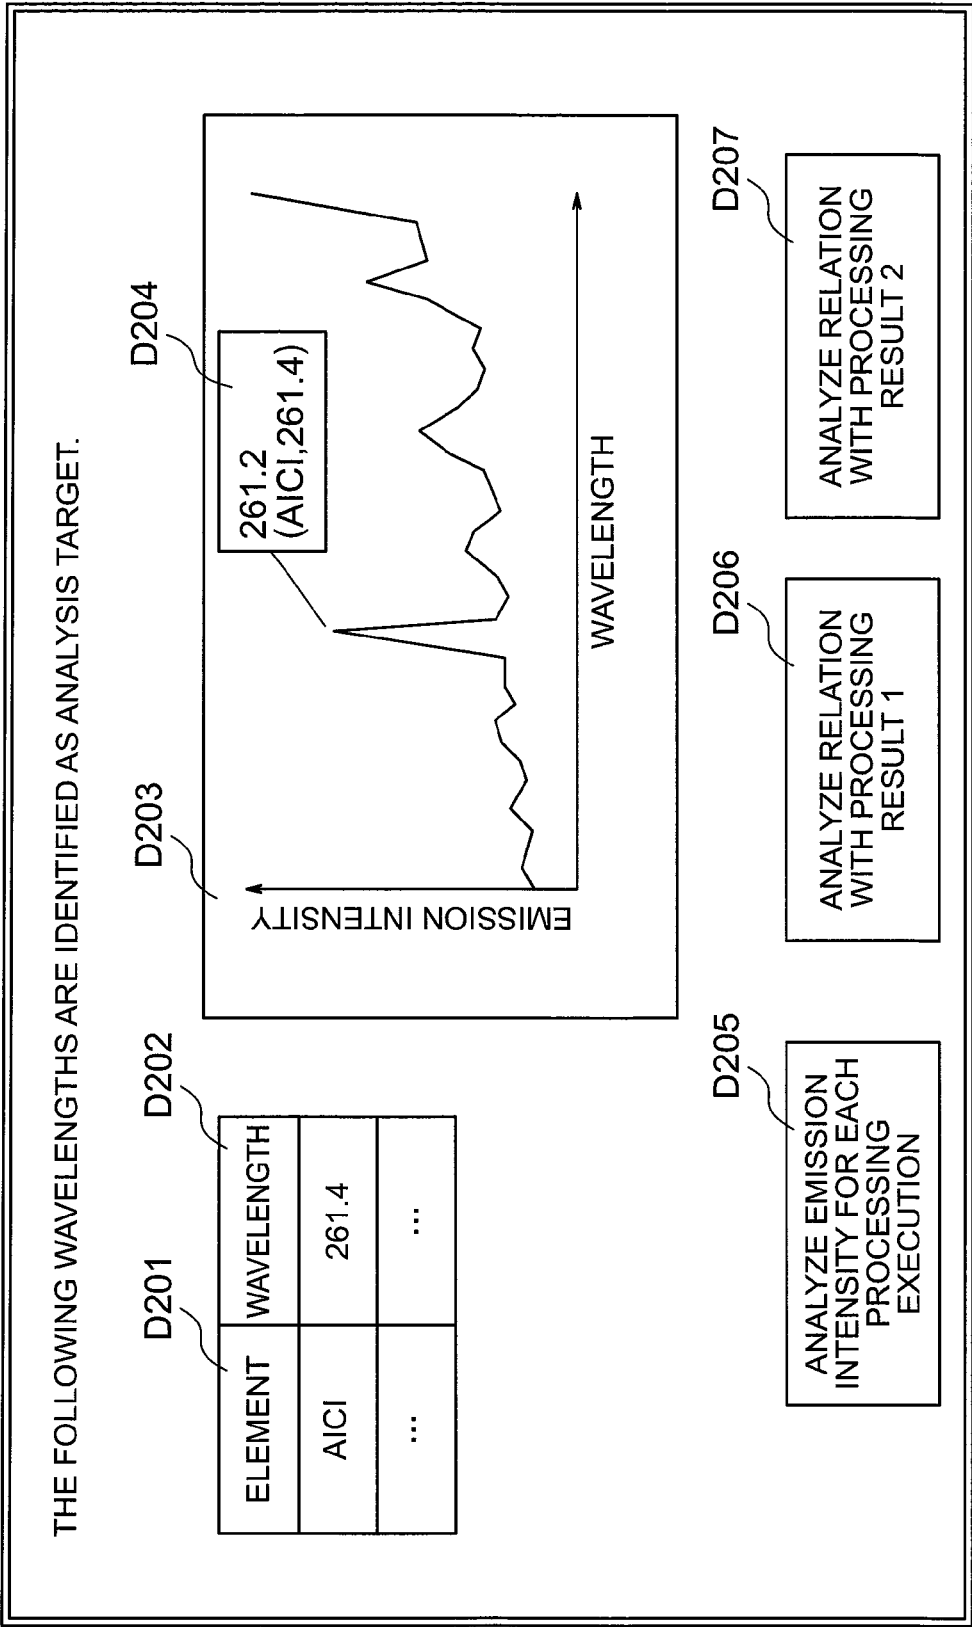 THE FOLLOWING WAVELENGTHS ARE IDENTIFIED AS ANALYSIS TARGET.
D201
D202
ELEMENT
WAVELENGTH
AlCl
261.4
...
...
D203
D204
EMISSION INTENSITY
261.2
(AlCl,261.4)
WAVELENGTH
D205
ANALYZE EMISSION
INTENSITY FOR EACH
PROCESSING
EXECUTION
D206
ANALYZE RELATION
WITH PROCESSING
RESULT 1
D207
ANALYZE RELATION
WITH PROCESSING
RESULT 2